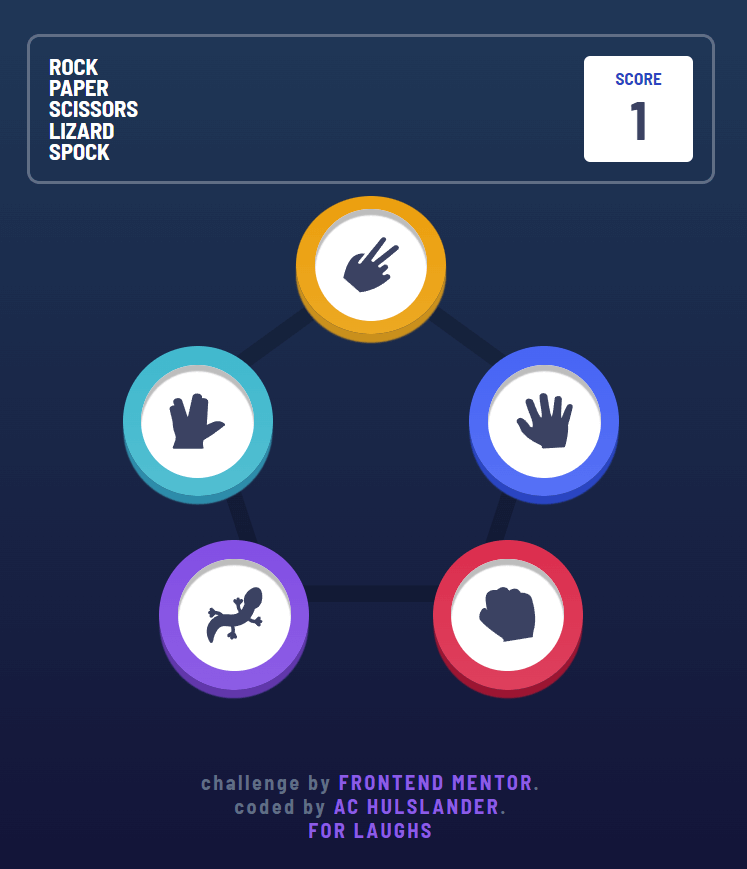 ROCK
PAPER
SCISSORS
LIZARD
SPOCK
SCORE
1
challenge by FRONTEND MENTOR.
coded by AC HULSLANDER.
FOR LAUGHS